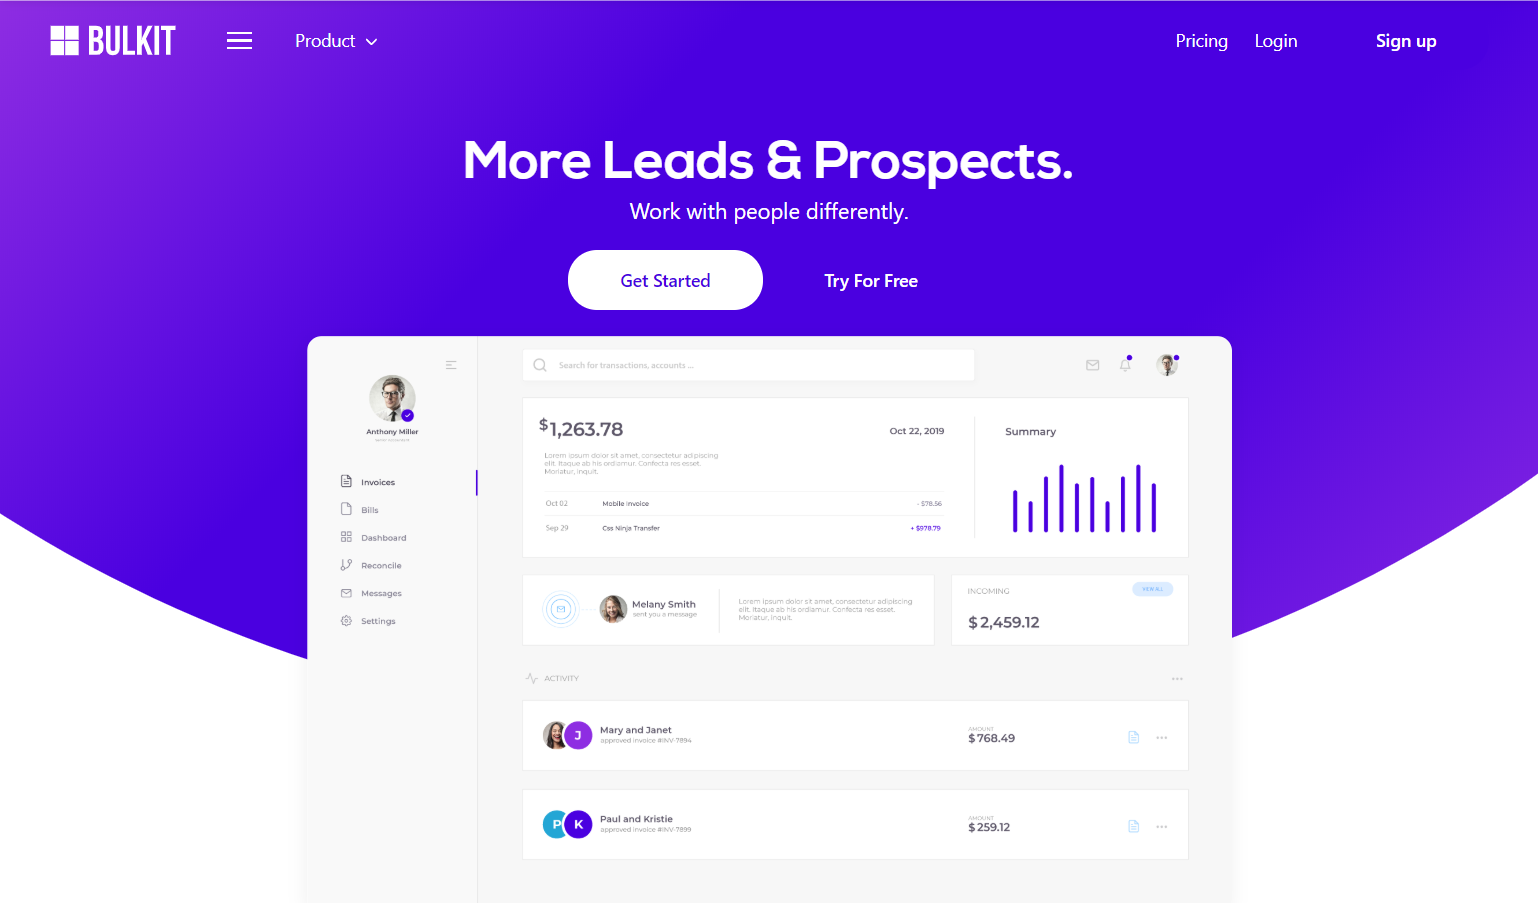 BULKIT
Product
Pricing
Login
Sign up
More Leads & Prospects.
Work with people differently.
Get Started
Try For Free
Search for transactions, accounts ...
Anthony Miller
Invoices
Bills
Dashboard
Reconcile
Messages
Settings
$1,263.78
Oct 22, 2019
Lorem ipsum dolor sit amet, consectetur adipiscing
elit. Itaque ab his ordiamur. Confecta res esset.
Moriatur, inquit.
Oct 02 Mobile invoice - $78.56
Sep 29 Css Ninja Transfer + $978.79
Summary
Melany Smith
sent you a message
Lorem ipsum dolor sit amet, consectetur adipiscing
elit. Itaque ab his ordiamur. Confecta res esset.
Moriatur, inquit.
INCOMING
VIEW ALL
$2,459.12
ACTIVITY
J
Mary and Janet
approved invoice #INV-7894
AMOUNT
$768.49
P K
Paul and Kristie
approved invoice #INV-7899
AMOUNT
$259.12